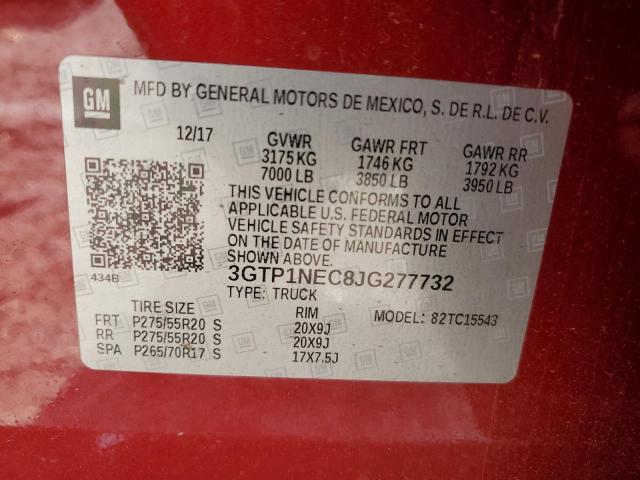 GM MFD BY GENERAL MOTORS DE MEXICO, S. DE R.L. DE C.V.
12/17 GVWR GAWR FRT GAWR RR
3175 KG 1746 KG 1792 KG
7000 LB 3850 LB 3950 LB
THIS VEHICLE CONFORMS TO ALL
APPLICABLE U.S. FEDERAL MOTOR
VEHICLE SAFETY STANDARDS IN EFFECT
ON THE DATE OF MANUFACTURE
SHOWN ABOVE.
434B 3GTP1NEC8JG277732
TYPE: TRUCK
TIRE SIZE RIM MODEL: 82TC15543
FRT P275/55R20 S 20X9J
RR P275/55R20 S 20X9J
SPA P265/70R17 S 17X7.5J